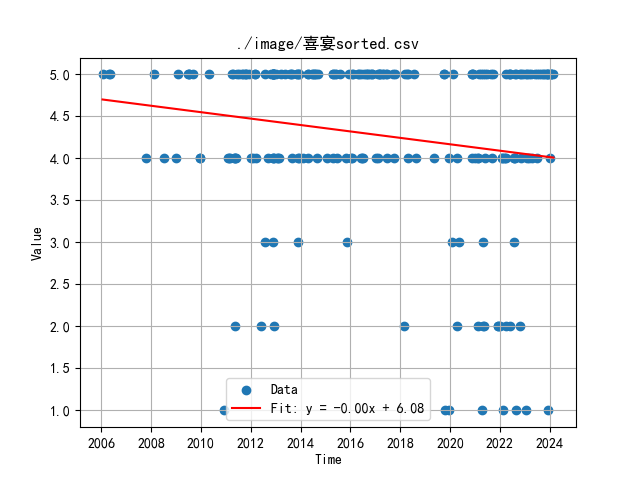 ./image/喜宴sorted.csv
5.0
4.5
4.0
3.5
3.0
2.5
2.0
1.5
1.0
Value
Data
Fit: y = -0.00x + 6.08
2006 2008 2010 2012 2014 2016 2018 2020 2022 2024
Time